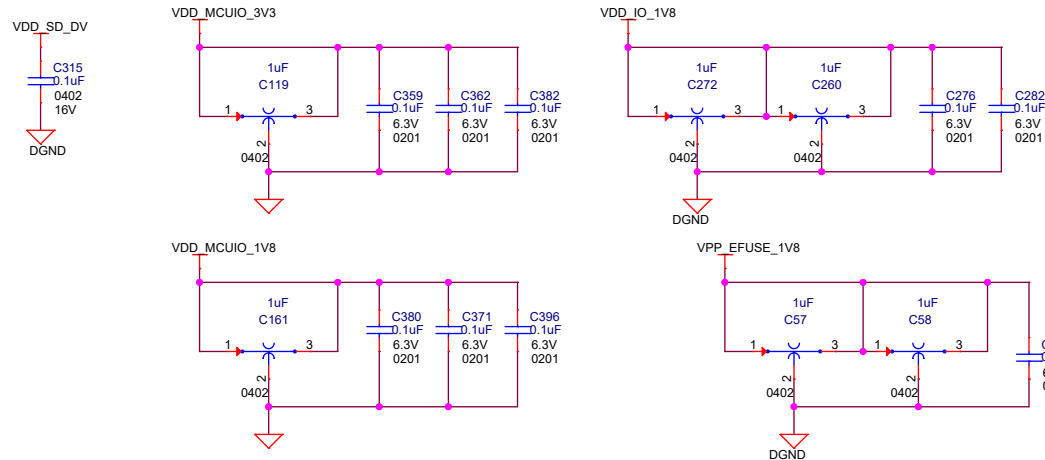 VDD_SD_DV
C315
0.1uF
0402
16V
DGND
VDD_MCUIO_3V3
1uF
C119
1
3
2
0402
C359
0.1uF
6.3V
0201
C362
0.1uF
6.3V
0201
C382
0.1uF
6.3V
0201
VDD_IO_1V8
1uF
C272
1
3
2
0402
1uF
C260
1
3
2
0402
C276
0.1uF
6.3V
0201
C282
0.1uF
6.3V
0201
DGND
VDD_MCUIO_1V8
1uF
C161
1
3
2
0402
C380
0.1uF
6.3V
0201
C371
0.1uF
6.3V
0201
C396
0.1uF
6.3V
0201
VPP_EFUSE_1V8
1uF
C57
1
3
2
0402
1uF
C58
1
3
2
0402
DGND